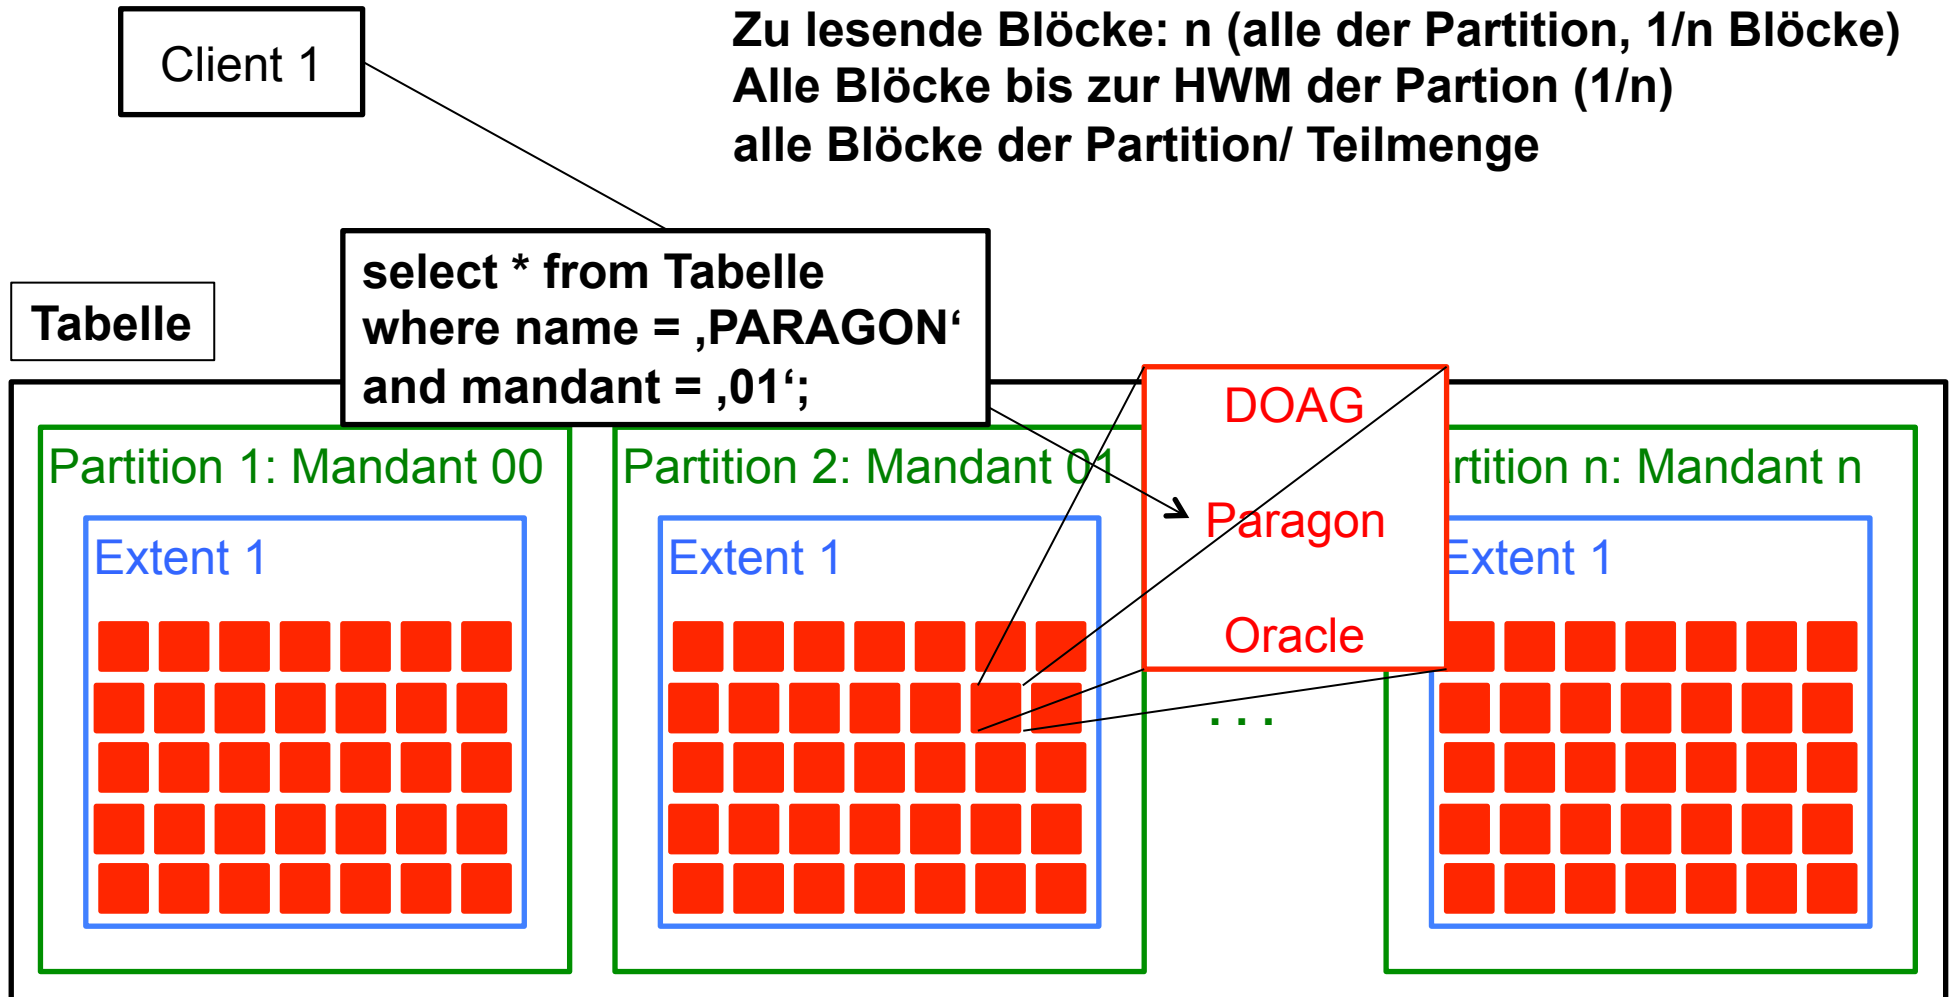 Client 1
Zu lesende Blöcke: n (alle der Partition, 1/n Blöcke)
Alle Blöcke bis zur HWM der Partion (1/n)
alle Blöcke der Partition/ Teilmenge
select * from Tabelle
where name = ‚PARAGON‘
and mandant = ‚01‘;
Tabelle
Partition 1: Mandant 00
Extent 1
Partition 2: Mandant 01
Extent 1
DOAG
Paragon
Oracle
. . .
rtition n: Mandant n
Extent 1